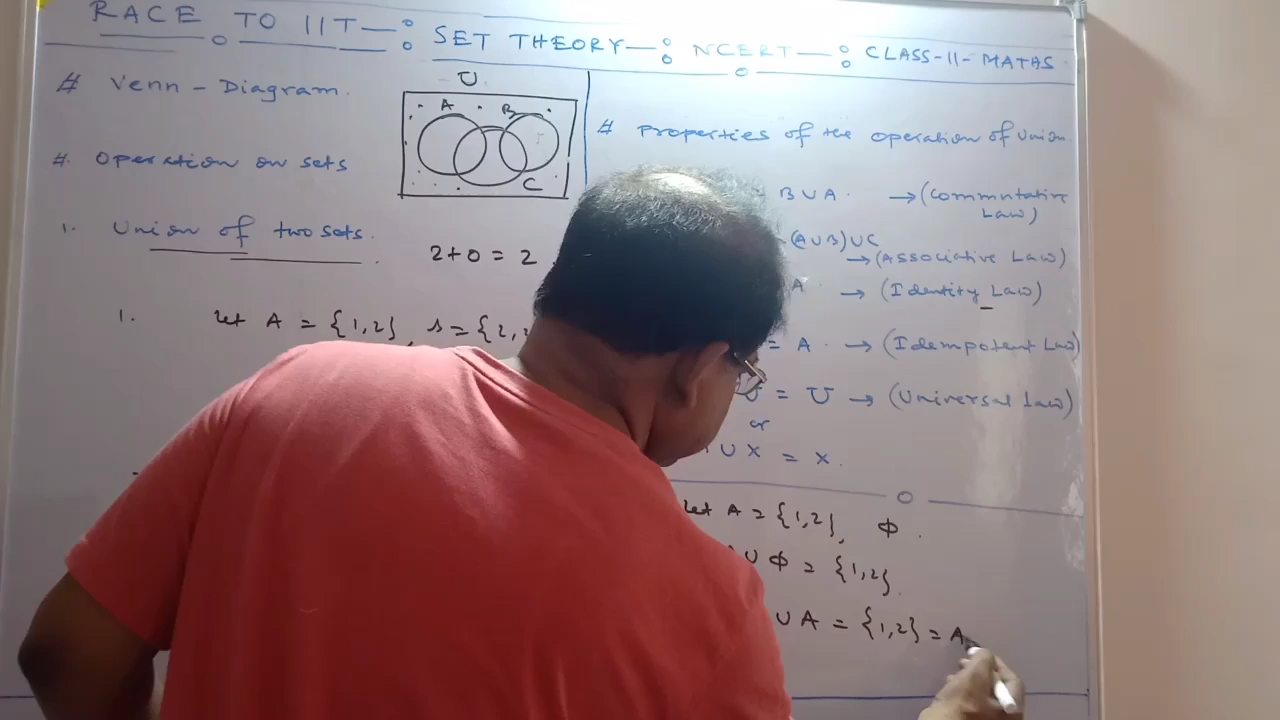 RACE TO IIT —: SET THEORY —: NCERT —: CLASS-11- MATHS
# Venn - Diagram.
U
A B
C
# Operation on sets
1. Union of two sets.
2+0 = 2
1. Let A = {1,2},
# Properties of the operation of union.
B ∪ A. → (Commutative Law)
(A∪B)∪C
→ (Associative Law)
A. → (Identity Law)
= A. → (Idempotent Law)
= U → (Universal Law)
or
∪ X = X.
Let A = {1,2}, Φ.
∪ Φ = {1,2}.
∪ A = {1,2} = A